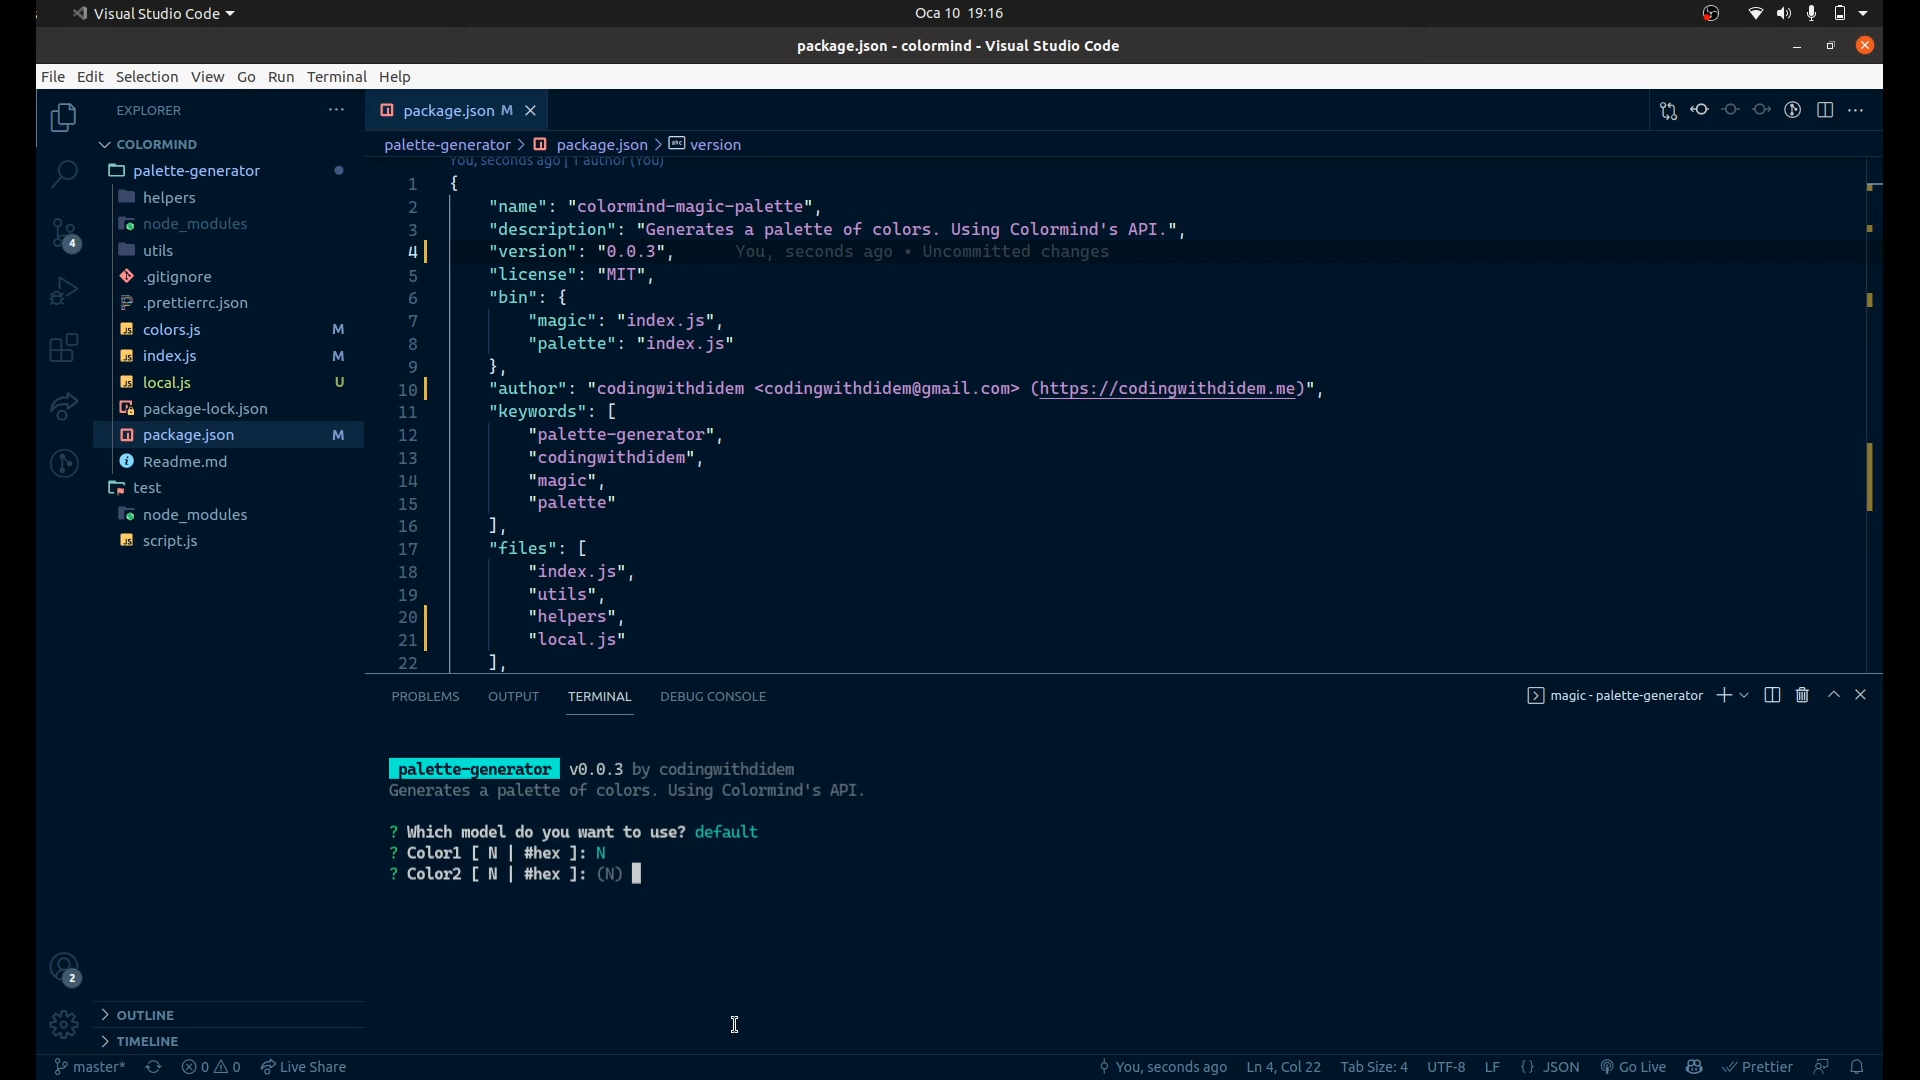 Visual Studio Code
Oca 10 19:16
package.json - colormind - Visual Studio Code
File Edit Selection View Go Run Terminal Help
EXPLORER
package.json M
COLORMIND
palette-generator > package.json > version
You, seconds ago | 1 author (You)
palette-generator
helpers
node_modules
4
utils
.gitignore
.prettierrc.json
colors.js M
index.js M
local.js U
package-lock.json
package.json M
Readme.md
test
node_modules
script.js
1 {
2 "name": "colormind-magic-palette",
3 "description": "Generates a palette of colors. Using Colormind's API.",
4 "version": "0.0.3", You, seconds ago • Uncommitted changes
5 "license": "MIT",
6 "bin": {
7 "magic": "index.js",
8 "palette": "index.js"
9 },
10 "author": "codingwithdidem <codingwithdidem@gmail.com> (https://codingwithdidem.me)",
11 "keywords": [
12 "palette-generator",
13 "codingwithdidem",
14 "magic",
15 "palette"
16 ],
17 "files": [
18 "index.js",
19 "utils",
20 "helpers",
21 "local.js"
22 ],
PROBLEMS OUTPUT TERMINAL DEBUG CONSOLE
magic - palette-generator
palette-generator v0.0.3 by codingwithdidem
Generates a palette of colors. Using Colormind's API.
? Which model do you want to use? default
? Color1 [ N | #hex ]: N
? Color2 [ N | #hex ]: (N)
2
OUTLINE
TIMELINE
master* 0 0 Live Share
You, seconds ago Ln 4, Col 22 Tab Size: 4 UTF-8 LF {} JSON Go Live Prettier